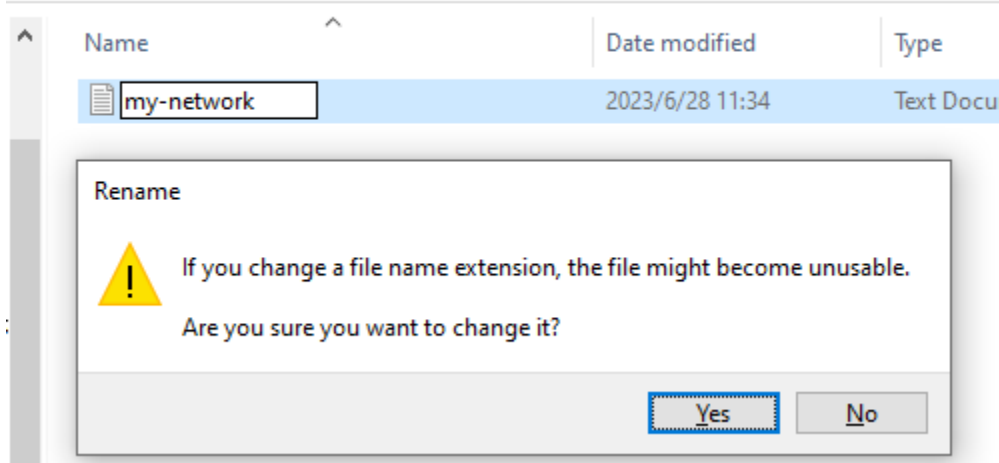 Name Date modified Type
my-network 2023/6/28 11:34 Text Docu
Rename
If you change a file name extension, the file might become unusable.
Are you sure you want to change it?
Yes No